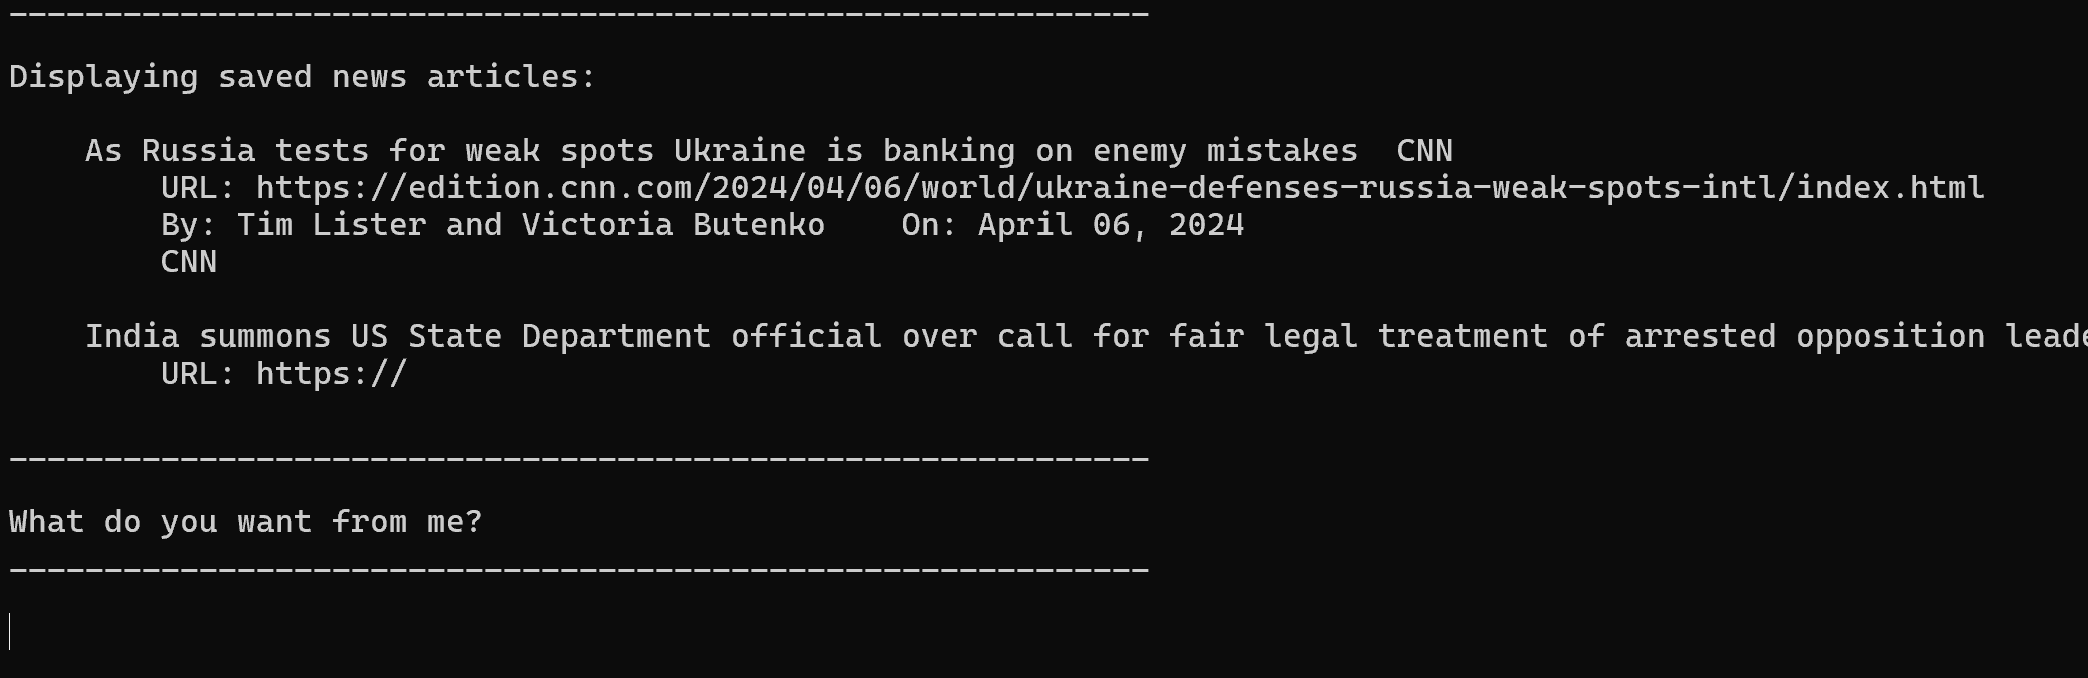 ------------------------------------------------------------
Displaying saved news articles:
As Russia tests for weak spots Ukraine is banking on enemy mistakes  CNN
URL: https://edition.cnn.com/2024/04/06/world/ukraine-defenses-russia-weak-spots-intl/index.html
By: Tim Lister and Victoria Butenko    On: April 06, 2024
CNN
India summons US State Department official over call for fair legal treatment of arrested opposition leade
URL: https://
------------------------------------------------------------
What do you want from me?
------------------------------------------------------------